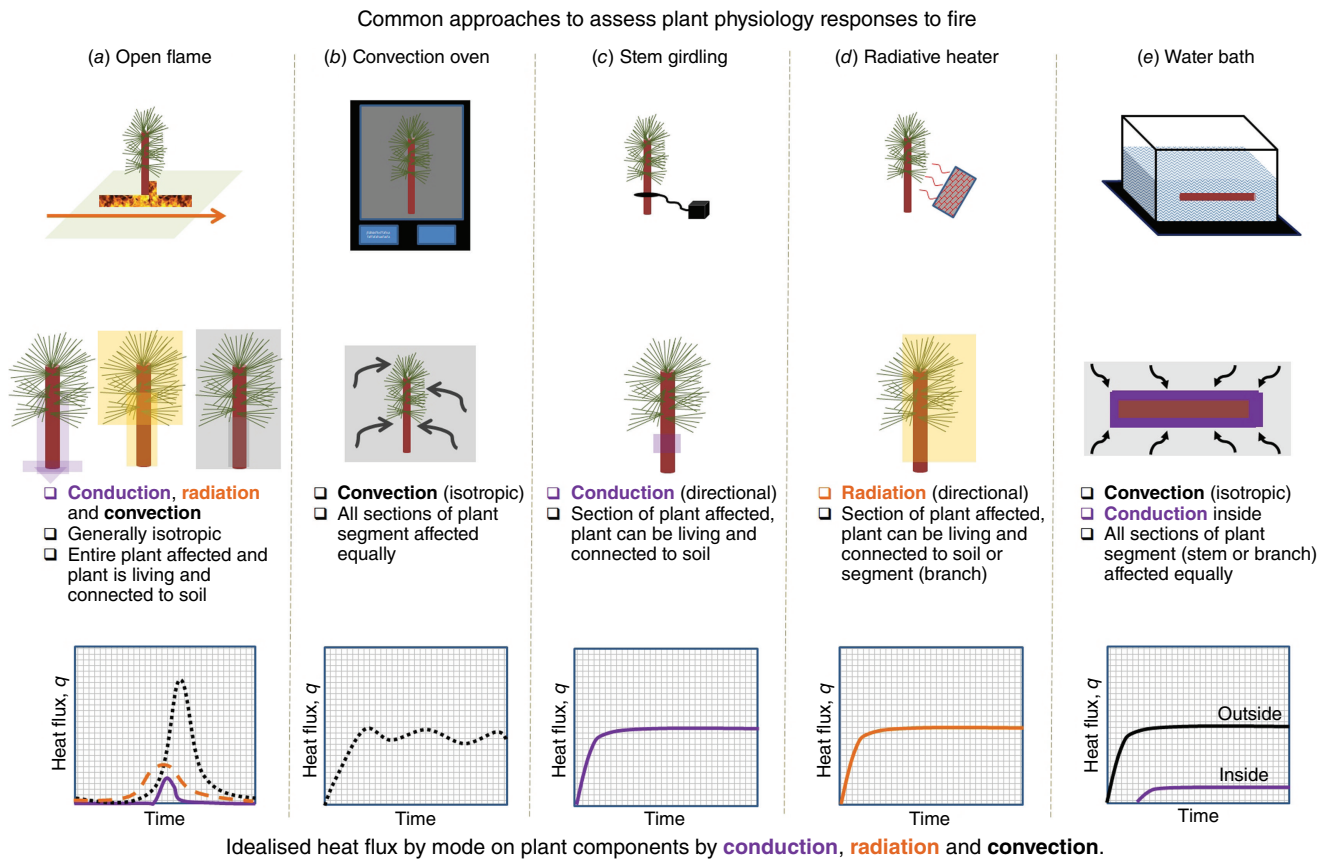 Common approaches to assess plant physiology responses to fire
(a) Open flame
(b) Convection oven
(c) Stem girdling
(d) Radiative heater
(e) Water bath
❑ Conduction, radiation
and convection
❑ Generally isotropic
❑ Entire plant affected and
plant is living and
connected to soil
❑ Convection (isotropic)
❑ All sections of plant
segment affected
equally
❑ Conduction (directional)
❑ Section of plant affected,
plant can be living and
connected to soil
❑ Radiation (directional)
❑ Section of plant affected,
plant can be living and
connected to soil or
segment (branch)
❑ Convection (isotropic)
❑ Conduction inside
❑ All sections of plant
segment (stem or branch)
affected equally
Heat flux, q
Time
Heat flux, q
Time
Heat flux, q
Time
Heat flux, q
Time
Heat flux, q
Outside
Inside
Time
Idealised heat flux by mode on plant components by conduction, radiation and convection.